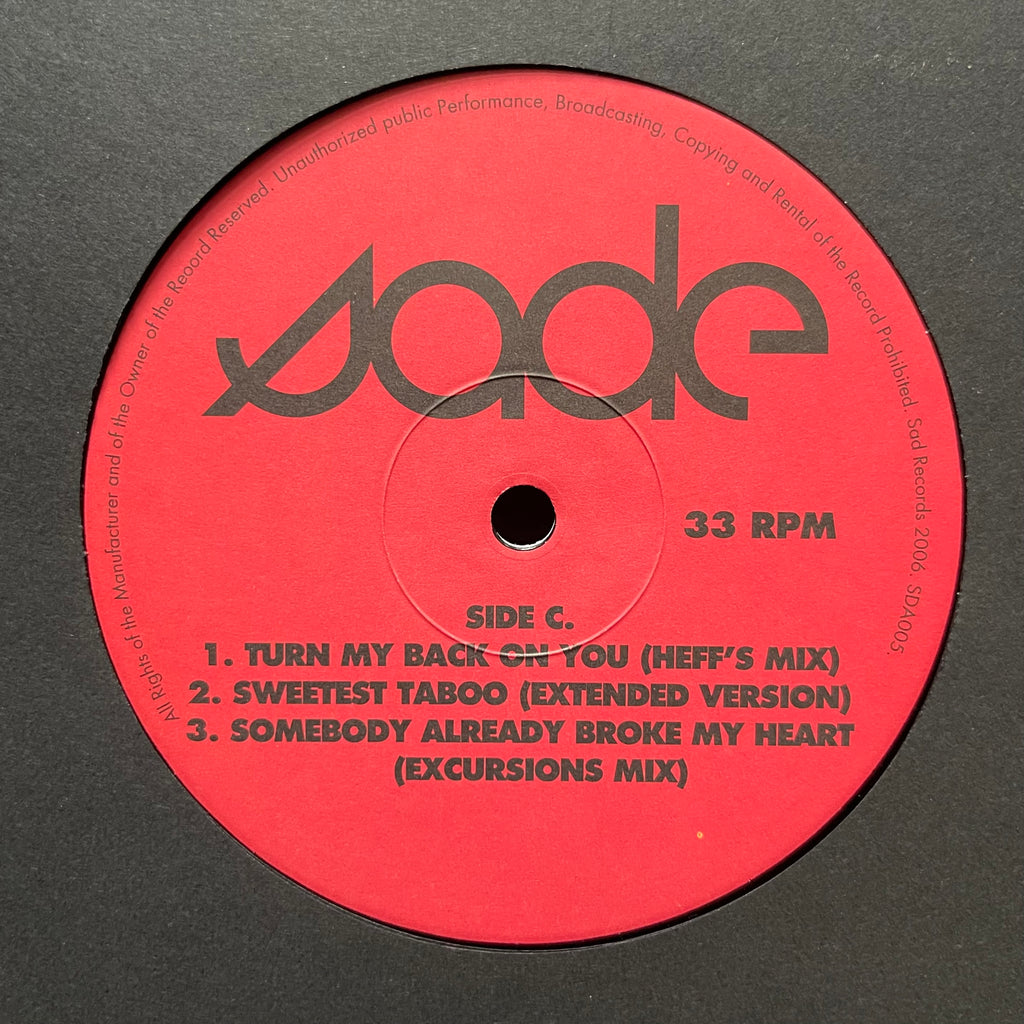 All Rights of the Manufacturer and of the Owner of the Record Reserved. Unauthorized public Performance, Broadcasting, Copying and Rental of the Record Prohibited. Sad Records 2006. SDA005.
sade
33 RPM
SIDE C.
1. TURN MY BACK ON YOU (HEFF'S MIX)
2. SWEETEST TABOO (EXTENDED VERSION)
3. SOMEBODY ALREADY BROKE MY HEART
(EXCURSIONS MIX)